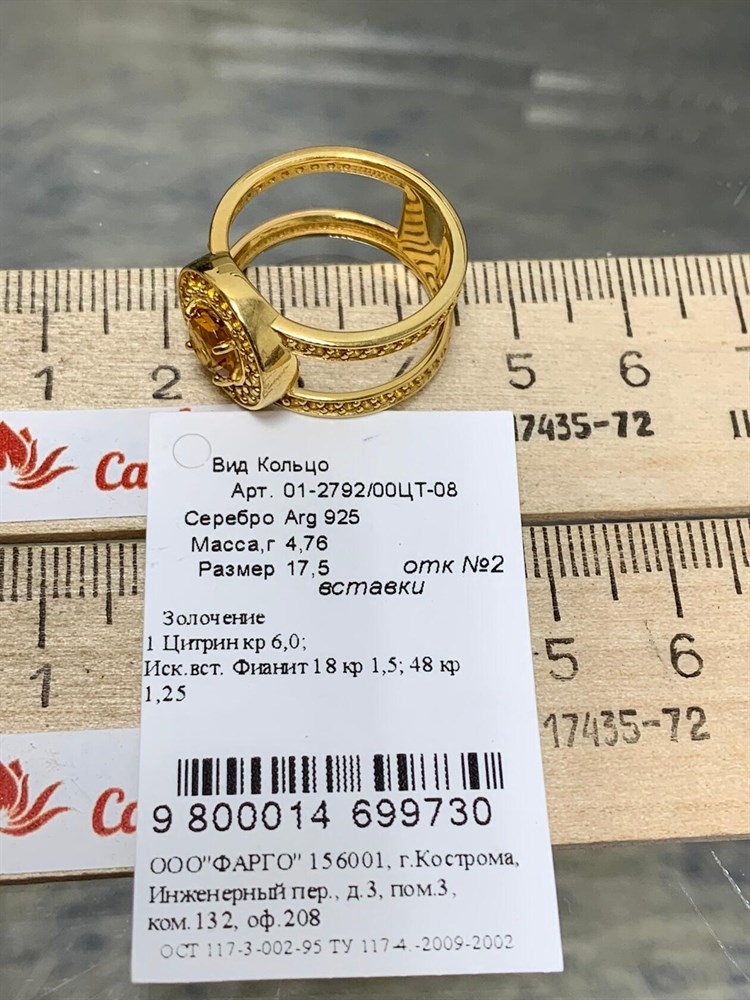 1 2 5 6
17435-72
Са
Вид Кольцо
Арт. 01-2792/00ЦТ-08
Серебро Arg 925
Масса,г 4,76
Размер 17,5 отк №2
вставки
Золочение
1 Цитрин кр 6,0;
Иск.вст. Фианит 18 кр 1,5; 48 кр
1,25
9 800014 699730
ООО"ФАРГО" 156001, г.Кострома,
Инженерный пер., д.3, пом.3,
ком.132, оф.208
ОСТ 117-3-002-95 ТУ 117-4.-2009-2002
1 5 6
17435-72
Са